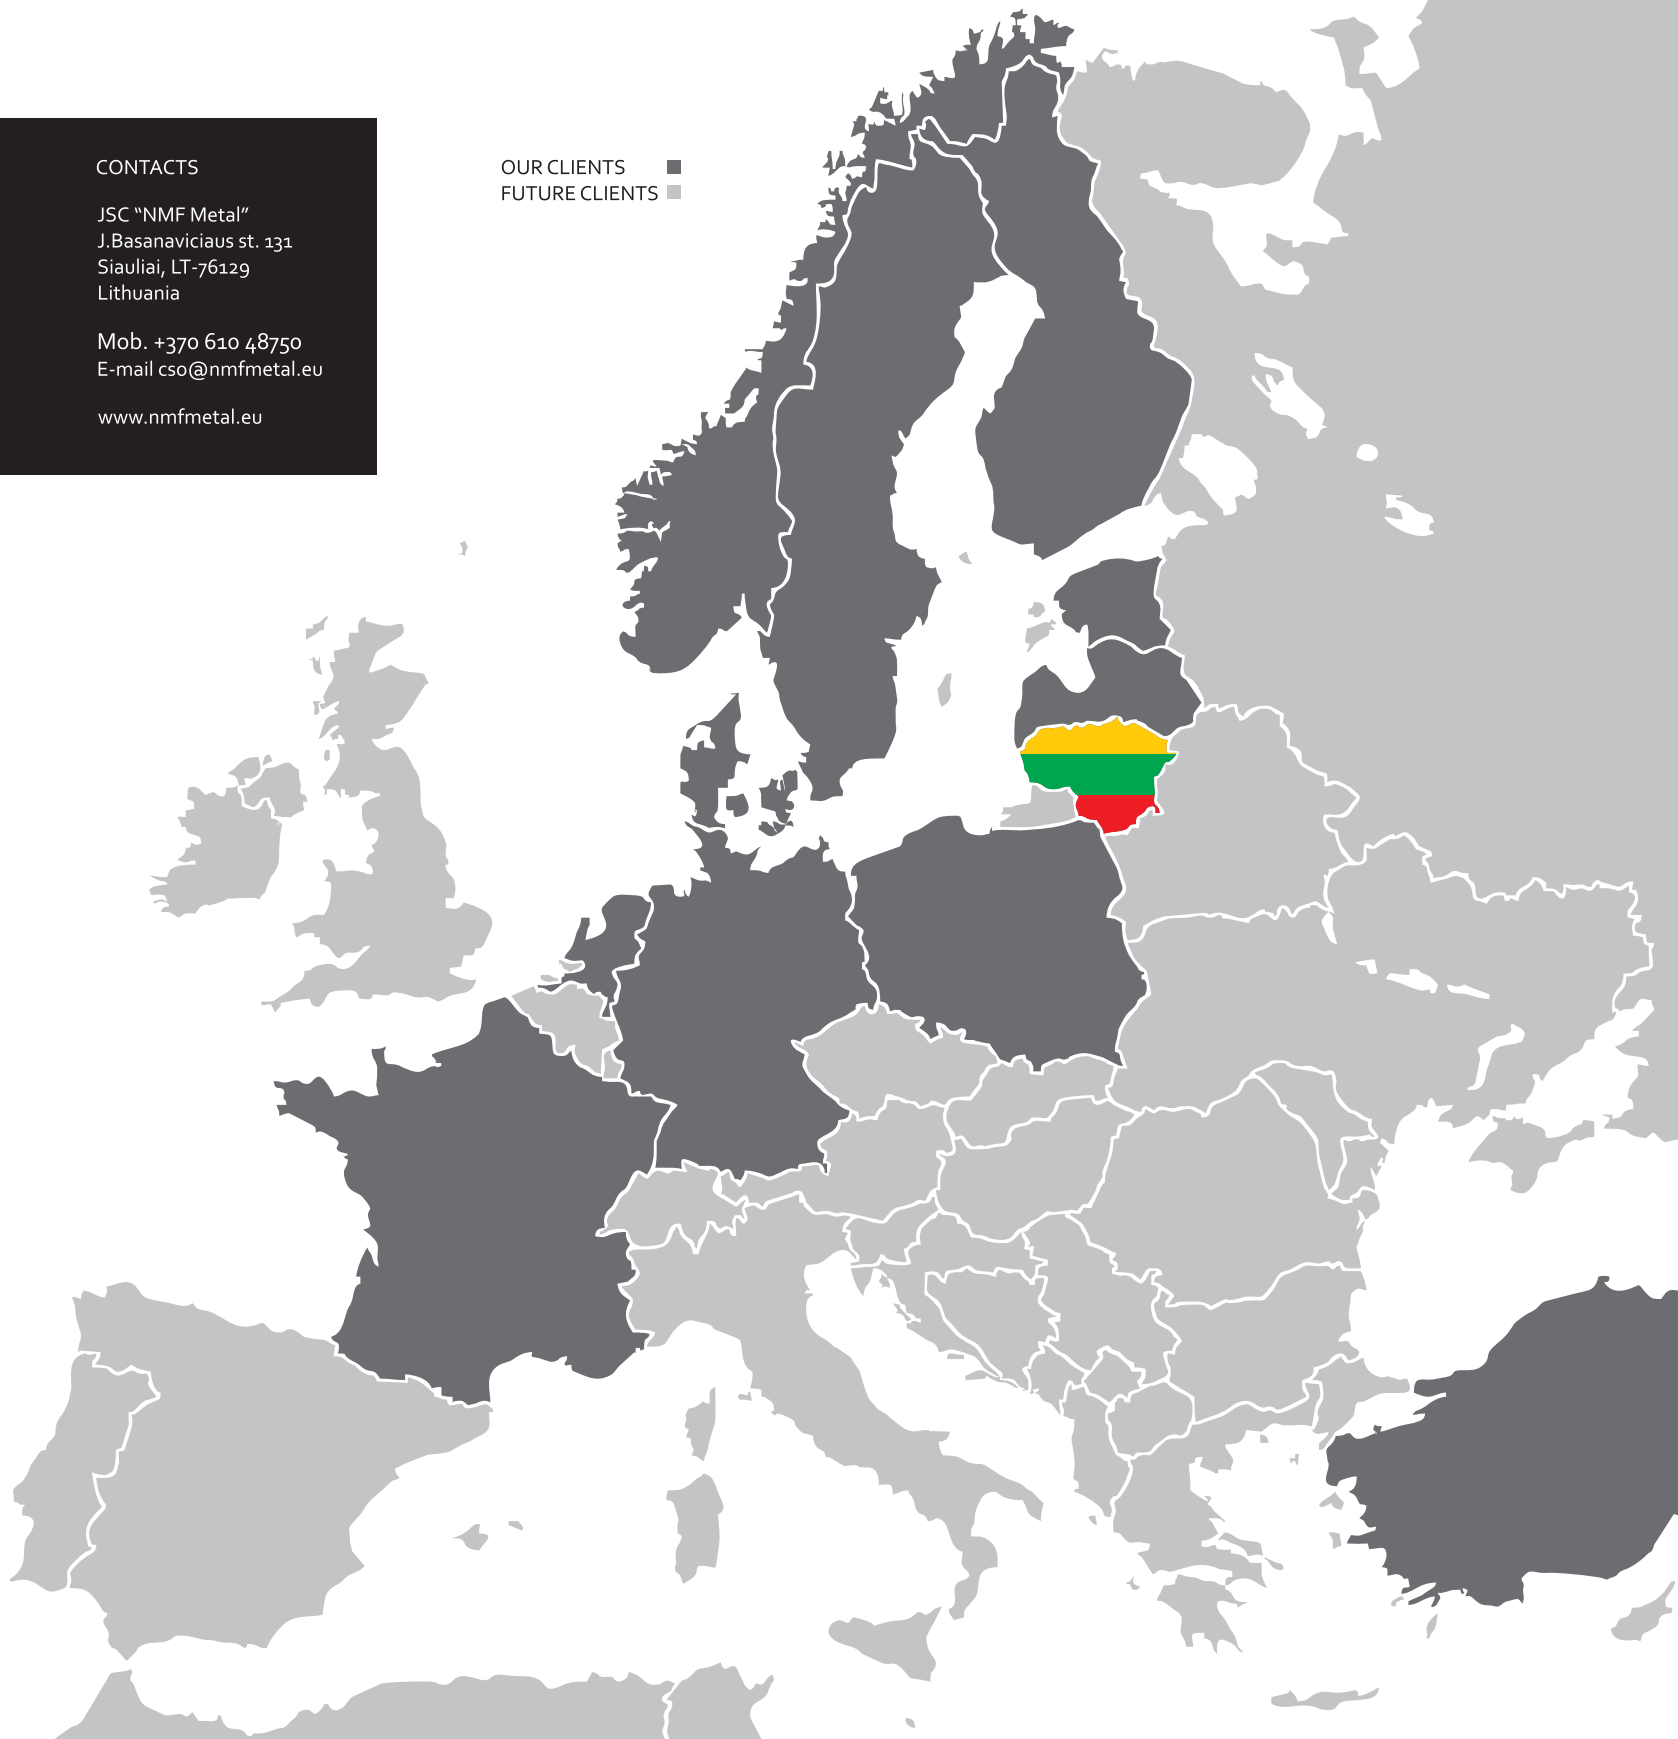 CONTACTS
JSC “NMF Metal”
J.Basanaviciaus st. 131
Siauliai, LT-76129
Lithuania
Mob. +370 610 48750
E-mail cso@nmfmetal.eu
www.nmfmetal.eu
OUR CLIENTS
FUTURE CLIENTS